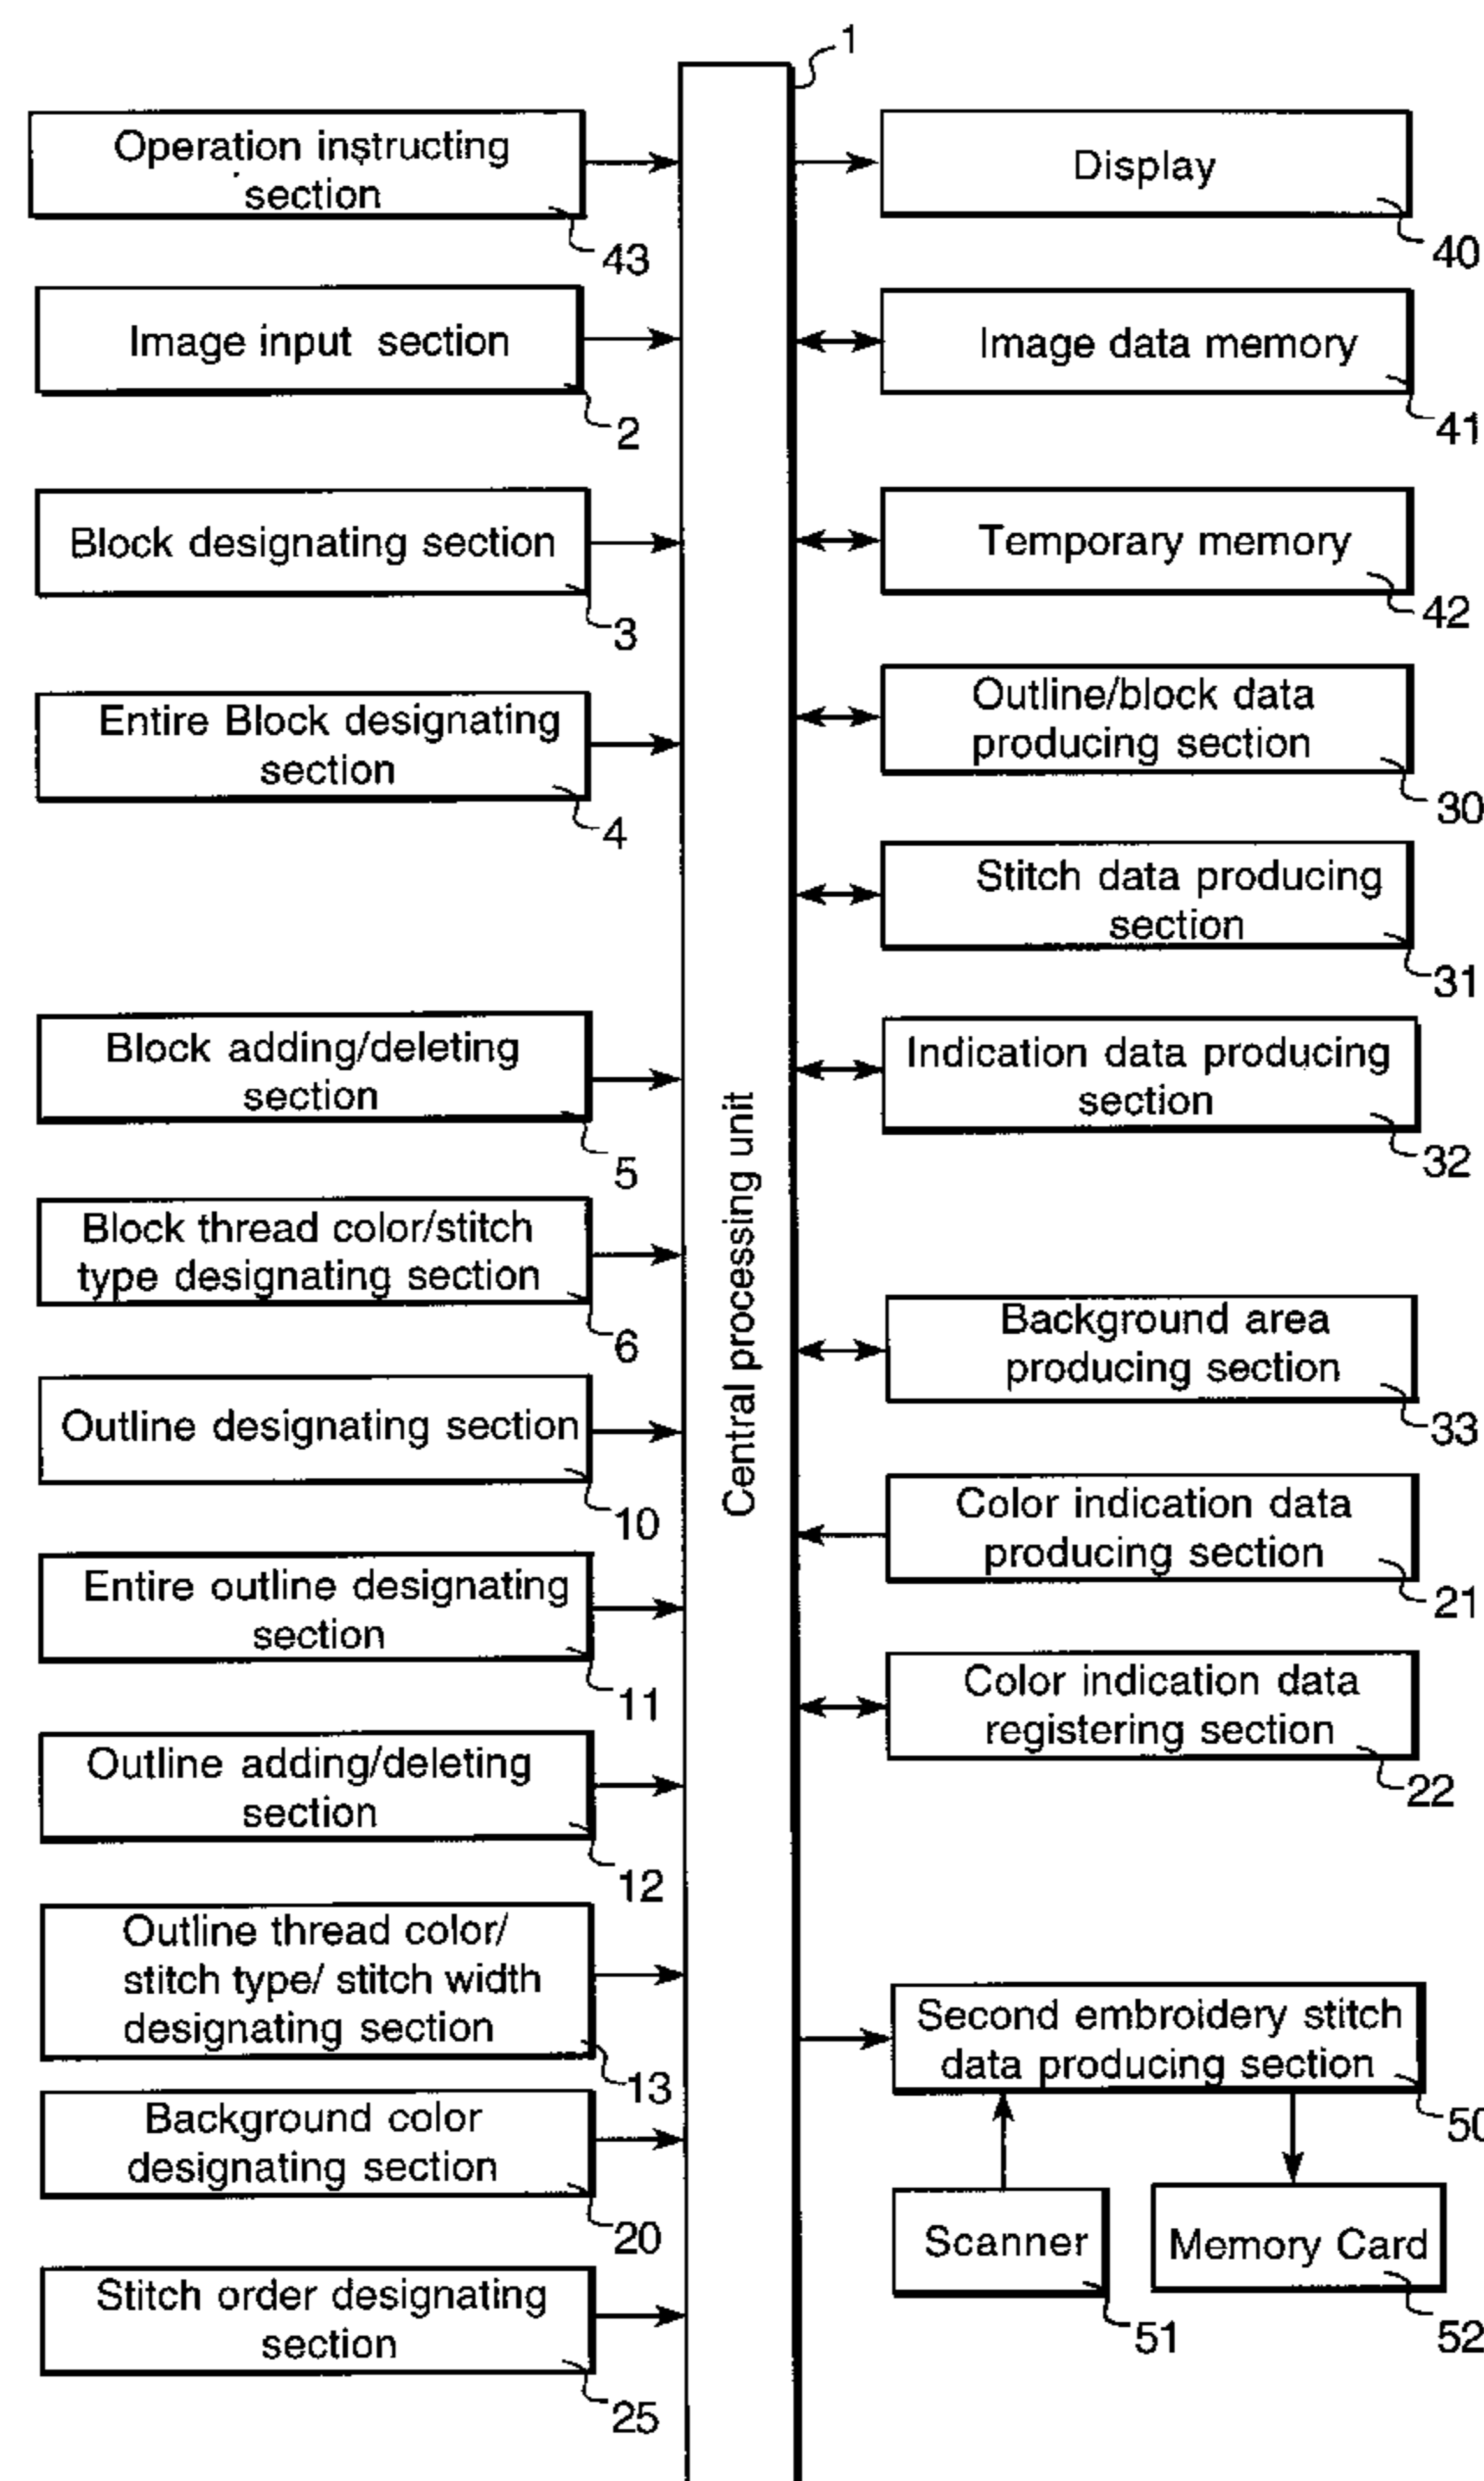 1
Operation instructing
section
43
Image input section
2
Block designating section
3
Entire Block designating
section
4
Block adding/deleting
section
5
Block thread color/stitch
type designating section
6
Outline designating section
10
Entire outline designating
section
11
Outline adding/deleting
section
12
Outline thread color/
stitch type/ stitch width
designating section
13
Background color
designating section
20
Stitch order designating
section
25
Central processing unit
Display
40
Image data memory
41
Temporary memory
42
Outline/block data
producing section
30
Stitch data producing
section
31
Indication data producing
section
32
Background area
producing section
33
Color indication data
producing section
21
Color indication data
registering section
22
Second embroidery stitch
data producing section
50
Scanner
51
Memory Card
52